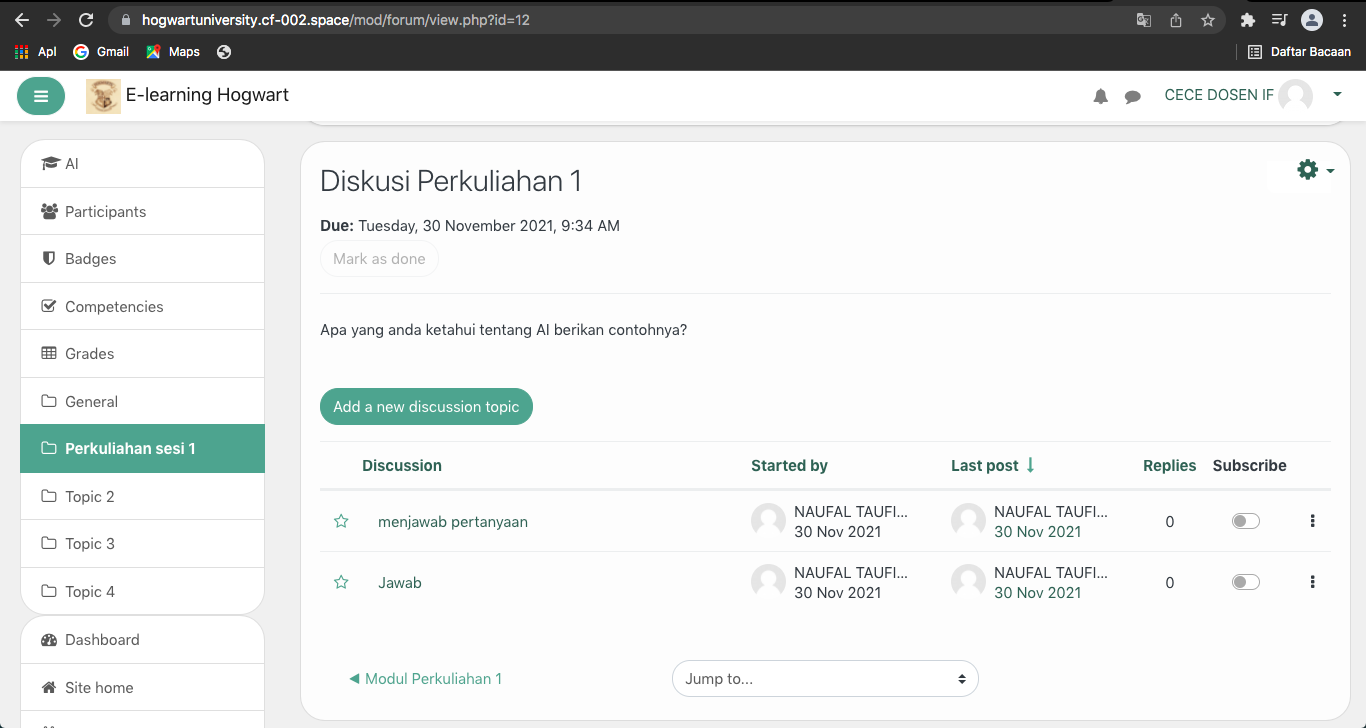 hogwartuniversity.cf-002.space/mod/forum/view.php?id=12
Apl
Gmail
Maps
Daftar Bacaan
E-learning Hogwart
CECE DOSEN IF
AI
Participants
Badges
Competencies
Grades
General
Perkuliahan sesi 1
Topic 2
Topic 3
Topic 4
Dashboard
Site home
Diskusi Perkuliahan 1
Due: Tuesday, 30 November 2021, 9:34 AM
Mark as done
Apa yang anda ketahui tentang AI berikan contohnya?
Add a new discussion topic
Discussion Started by Last post Replies Subscribe
menjawab pertanyaan NAUFAL TAUFI... NAUFAL TAUFI... 0
30 Nov 2021 30 Nov 2021
Jawab NAUFAL TAUFI... NAUFAL TAUFI... 0
30 Nov 2021 30 Nov 2021
Modul Perkuliahan 1
Jump to...